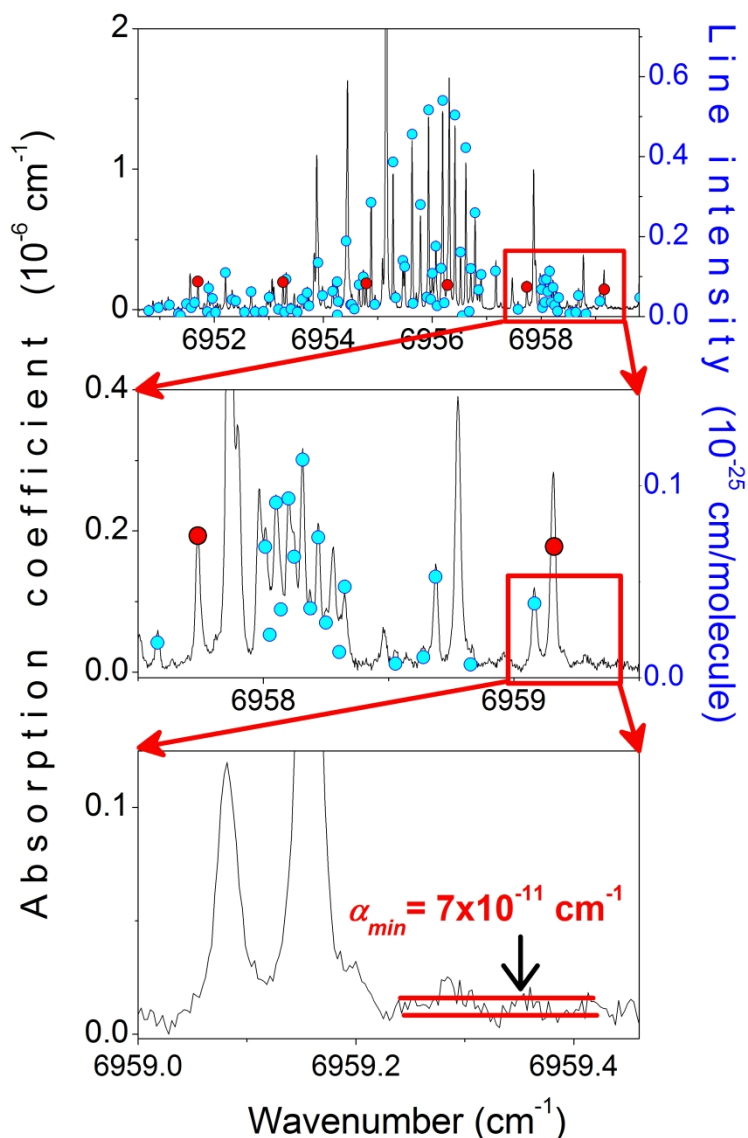 Absorption coefficient (10⁻⁶ cm⁻¹)
Line intensity (10⁻²⁵ cm/molecule)
2
1
0
0.6
0.4
0.2
0.0
6952 6954 6956 6958
0.4
0.2
0.0
0.1
0.0
6958 6959
0.1
0.0
αmin = 7x10⁻¹¹ cm⁻¹
6959.0 6959.2 6959.4
Wavenumber (cm⁻¹)